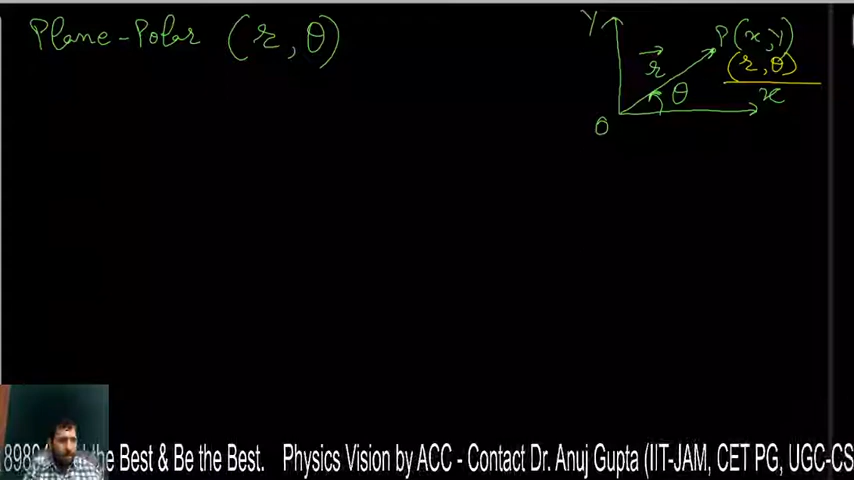 Plane-Polar (r, θ)
Y
P(x, y)
r
(r, θ)
θ
x
O
t the Best & Be the Best. Physics Vision by ACC - Contact Dr. Anuj Gupta (IIT-JAM, CET PG, UGC-CS